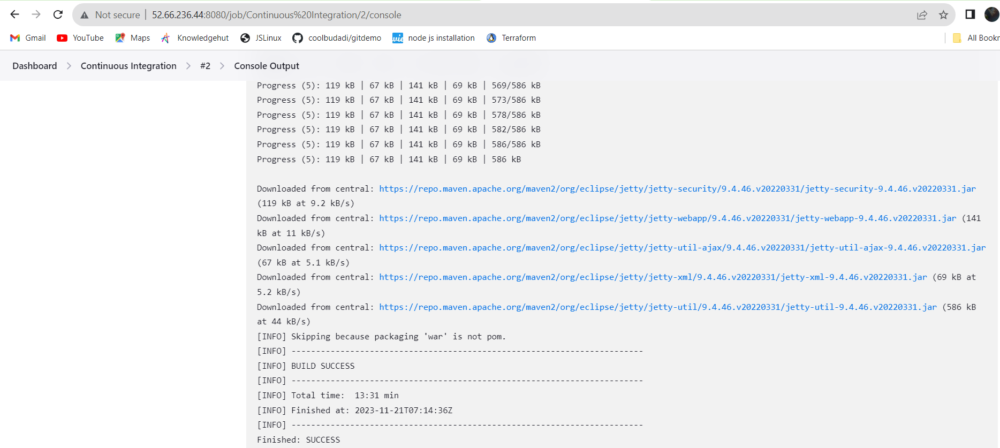 Not secure | 52.66.236.44:8080/job/Continuous%20Integration/2/console
Gmail YouTube Maps Knowledgehut JSLinux coolbudadi/gitdemo node js installation Terraform All Bookm
Dashboard > Continuous Integration > #2 > Console Output
Progress (5): 119 kB | 67 kB | 141 kB | 69 kB | 569/586 kB
Progress (5): 119 kB | 67 kB | 141 kB | 69 kB | 573/586 kB
Progress (5): 119 kB | 67 kB | 141 kB | 69 kB | 578/586 kB
Progress (5): 119 kB | 67 kB | 141 kB | 69 kB | 582/586 kB
Progress (5): 119 kB | 67 kB | 141 kB | 69 kB | 586/586 kB
Progress (5): 119 kB | 67 kB | 141 kB | 69 kB | 586 kB
Downloaded from central: https://repo.maven.apache.org/maven2/org/eclipse/jetty/jetty-security/9.4.46.v20220331/jetty-security-9.4.46.v20220331.jar
(119 kB at 9.2 kB/s)
Downloaded from central: https://repo.maven.apache.org/maven2/org/eclipse/jetty/jetty-webapp/9.4.46.v20220331/jetty-webapp-9.4.46.v20220331.jar (141
kB at 11 kB/s)
Downloaded from central: https://repo.maven.apache.org/maven2/org/eclipse/jetty/jetty-util-ajax/9.4.46.v20220331/jetty-util-ajax-9.4.46.v20220331.jar
(67 kB at 5.1 kB/s)
Downloaded from central: https://repo.maven.apache.org/maven2/org/eclipse/jetty/jetty-xml/9.4.46.v20220331/jetty-xml-9.4.46.v20220331.jar (69 kB at
5.2 kB/s)
Downloaded from central: https://repo.maven.apache.org/maven2/org/eclipse/jetty/jetty-util/9.4.46.v20220331/jetty-util-9.4.46.v20220331.jar (586 kB
at 44 kB/s)
[INFO] Skipping because packaging 'war' is not pom.
[INFO] ------------------------------------------------------------------------
[INFO] BUILD SUCCESS
[INFO] ------------------------------------------------------------------------
[INFO] Total time:  13:31 min
[INFO] Finished at: 2023-11-21T07:14:36Z
[INFO] ------------------------------------------------------------------------
Finished: SUCCESS